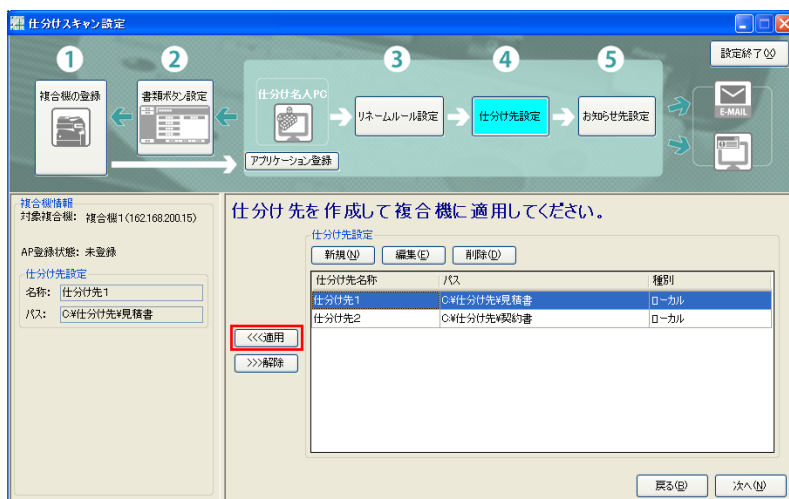 仕分けスキャン設定
設定終了(X)
1
2
3
4
5
複合機の登録
書類ボタン設定
仕分け名人PC
リネームルール設定
仕分け先設定
お知らせ先設定
E-MAIL
アプリケーション登録
複合機情報
対象複合機: 複合機1(162.168.200.15)
AP登録状態: 未登録
仕分け先設定
名称: 仕分け先1
パス: C:¥仕分け先¥見積書
仕分け先を作成して複合機に適用してください。
仕分け先設定
新規(N) 編集(E) 削除(D)
仕分け先名称 パス 種別
仕分け先1 C:¥仕分け先¥見積書 ローカル
仕分け先2 C:¥仕分け先¥契約書 ローカル
<<<適用
>>>解除
戻る(B) 次へ(N)